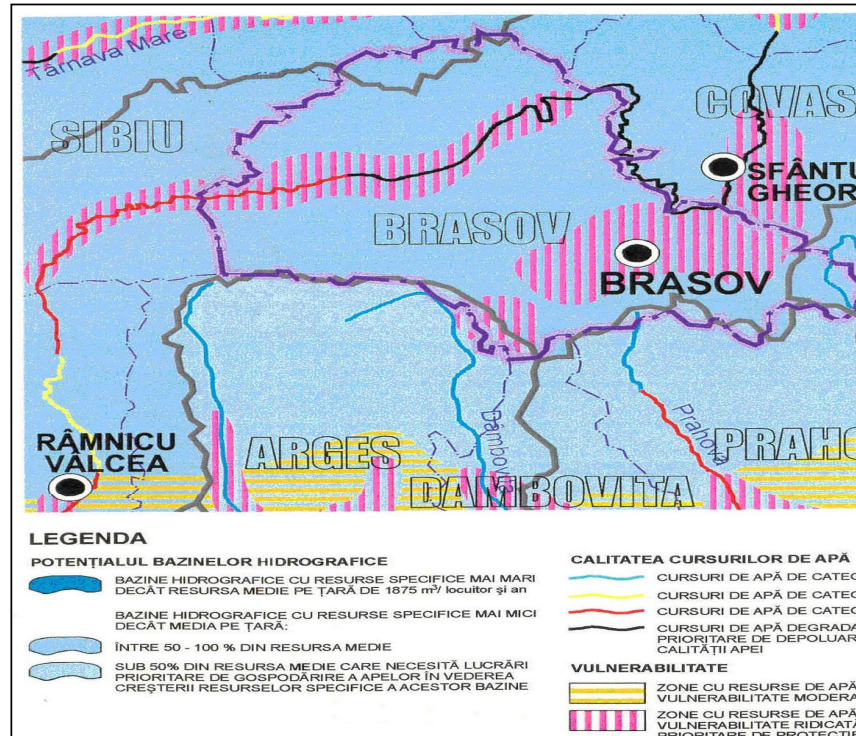 Târnava Mare
SIBIU
COVAS
SFÂNTU
GHEOR
BRASOV
BRASOV
RÂMNICU
VÂLCEA
ARGES
DAMBOVITA
Dâmbov
Prahova
PRAHO
LEGENDA
POTENȚIALUL BAZINELOR HIDROGRAFICE
BAZINE HIDROGRAFICE CU RESURSE SPECIFICE MAI MARI
DECÂT RESURSA MEDIE PE ȚARĂ DE 1875 m³/ locuitor și an
BAZINE HIDROGRAFICE CU RESURSE SPECIFICE MAI MICI
DECÂT MEDIA PE ȚARĂ:
ÎNTRE 50 - 100 % DIN RESURSA MEDIE
SUB 50% DIN RESURSA MEDIE CARE NECESITĂ LUCRĂRI
PRIORITARE DE GOSPODĂRIRE A APELOR ÎN VEDEREA
CREȘTERII RESURSELOR SPECIFICE A ACESTOR BAZINE
CALITATEA CURSURILOR DE APĂ
CURSURI DE APĂ DE CATEG
CURSURI DE APĂ DE CATEG
CURSURI DE APĂ DE CATEG
CURSURI DE APĂ DEGRADA
PRIORITARE DE DEPOLUAR
CALITĂȚII APEI
VULNERABILITATE
ZONE CU RESURSE DE APĂ
VULNERABILITATE MODERA
ZONE CU RESURSE DE APĂ
VULNERABILITATE RIDICATĂ
PRIORITARE DE PROTECȚIE